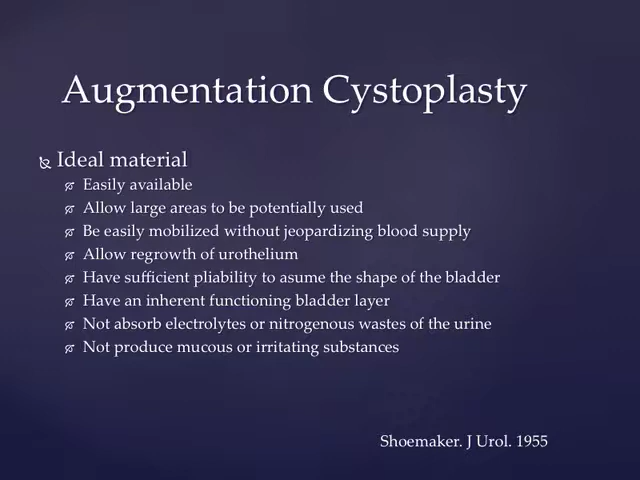 Augmentation Cystoplasty
Ideal material
Easily available
Allow large areas to be potentially used
Be easily mobilized without jeopardizing blood supply
Allow regrowth of urothelium
Have sufficient pliability to asume the shape of the bladder
Have an inherent functioning bladder layer
Not absorb electrolytes or nitrogenous wastes of the urine
Not produce mucous or irritating substances
Shoemaker. J Urol. 1955